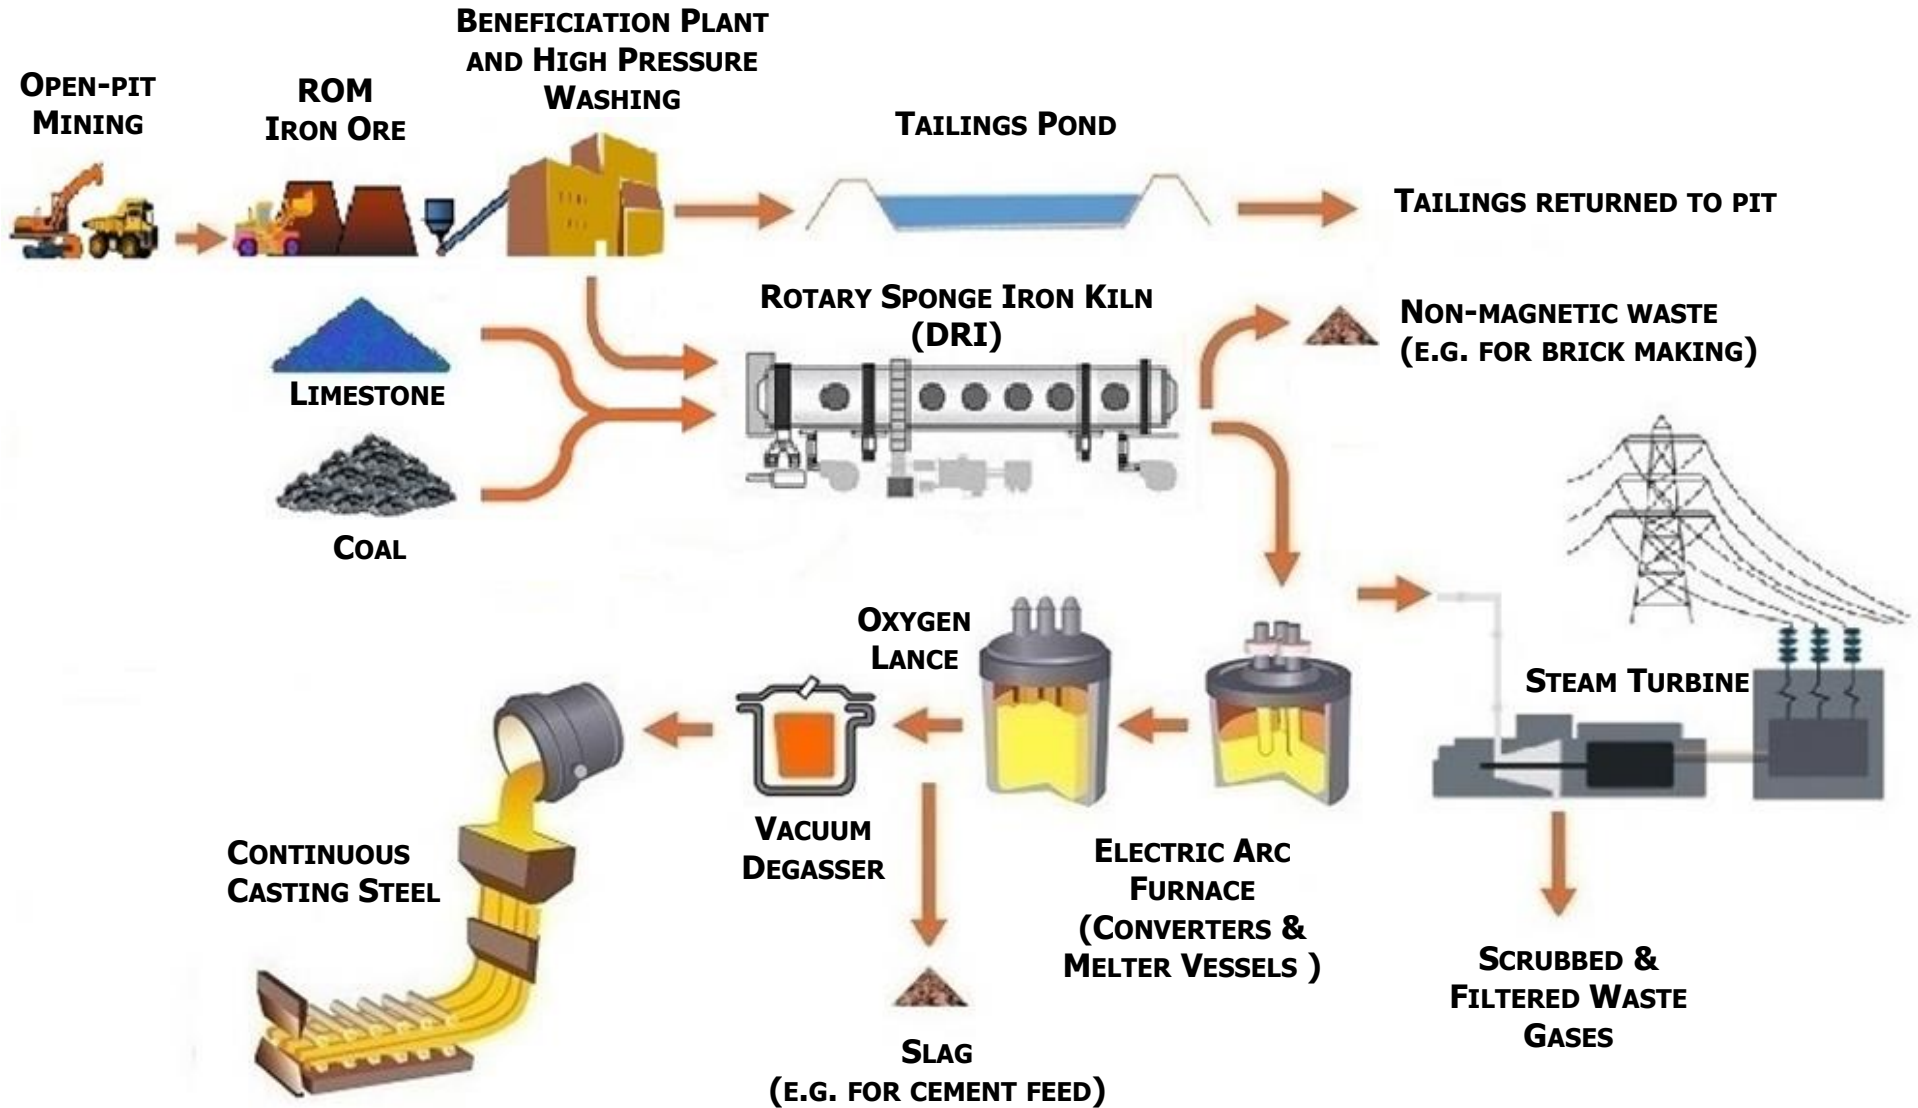 BENEFICIATION PLANT
AND HIGH PRESSURE
WASHING
OPEN-PIT
MINING
ROM
IRON ORE
TAILINGS POND
TAILINGS RETURNED TO PIT
ROTARY SPONGE IRON KILN
(DRI)
NON-MAGNETIC WASTE
(E.G. FOR BRICK MAKING)
LIMESTONE
COAL
OXYGEN
LANCE
STEAM TURBINE
VACUUM
DEGASSER
CONTINUOUS
CASTING STEEL
ELECTRIC ARC
FURNACE
(CONVERTERS &
MELTER VESSELS )
SCRUBBED &
FILTERED WASTE
GASES
SLAG
(E.G. FOR CEMENT FEED)